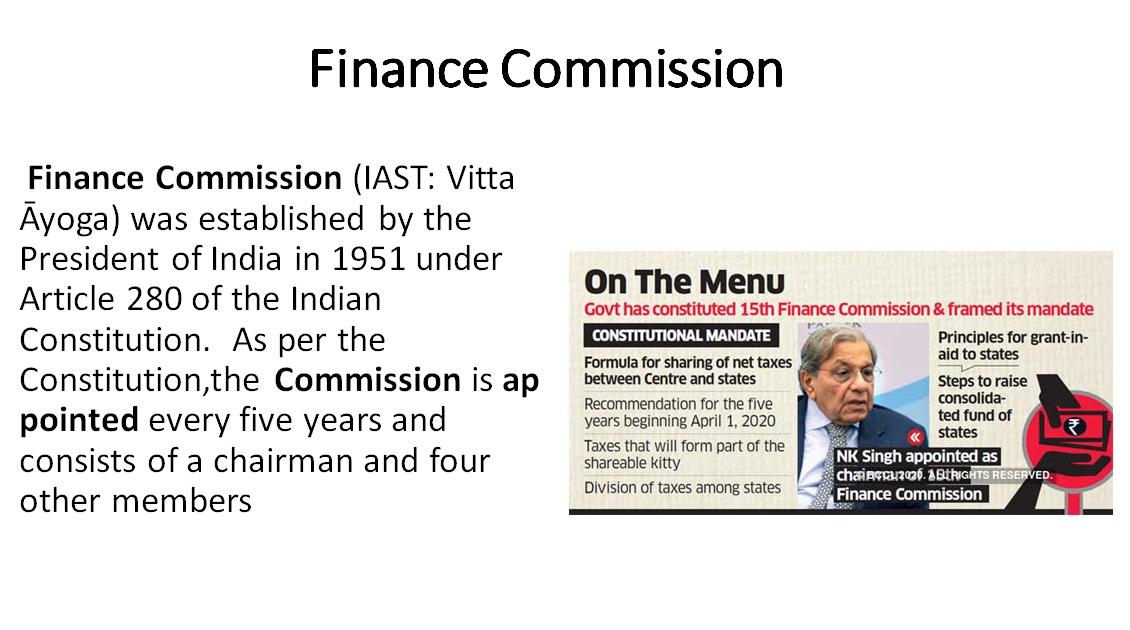 Finance Commission
Finance Commission (IAST: Vitta
Āyoga) was established by the
President of India in 1951 under
Article 280 of the Indian
Constitution.  As per the
Constitution,the Commission is ap
pointed every five years and
consists of a chairman and four
other members
On The Menu
Govt has constituted 15th Finance Commission & framed its mandate
CONSTITUTIONAL MANDATE
Formula for sharing of net taxes
between Centre and states
Recommendation for the five
years beginning April 1, 2020
Taxes that will form part of the
shareable kitty
Division of taxes among states
Principles for grant-in-
aid to states
Steps to raise
consolida-
ted fund of
states
₹
«
NK Singh appointed as
chairman of 15th
Finance Commission
© BCCL 2020. ALL RIGHTS RESERVED.